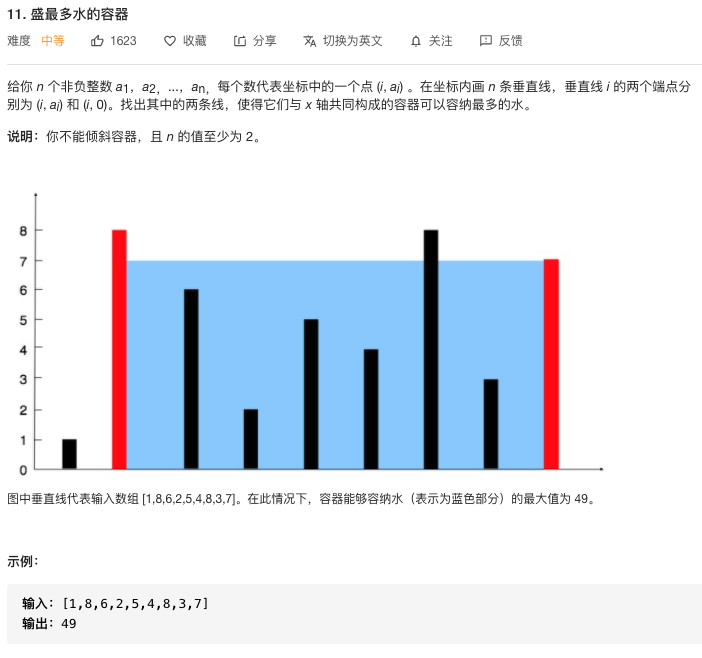 11. 盛最多水的容器
难度 中等 1623 收藏 分享 切换为英文 关注 反馈
给你 n 个非负整数 a1，a2，...，an，每个数代表坐标中的一个点 (i, ai) 。在坐标内画 n 条垂直线，垂直线 i 的两个端点分
别为 (i, ai) 和 (i, 0)。找出其中的两条线，使得它们与 x 轴共同构成的容器可以容纳最多的水。
说明：你不能倾斜容器，且 n 的值至少为 2。
8
7
6
5
4
3
2
1
0
图中垂直线代表输入数组 [1,8,6,2,5,4,8,3,7]。在此情况下，容器能够容纳水（表示为蓝色部分）的最大值为 49。
示例：
输入：[1,8,6,2,5,4,8,3,7]
输出：49